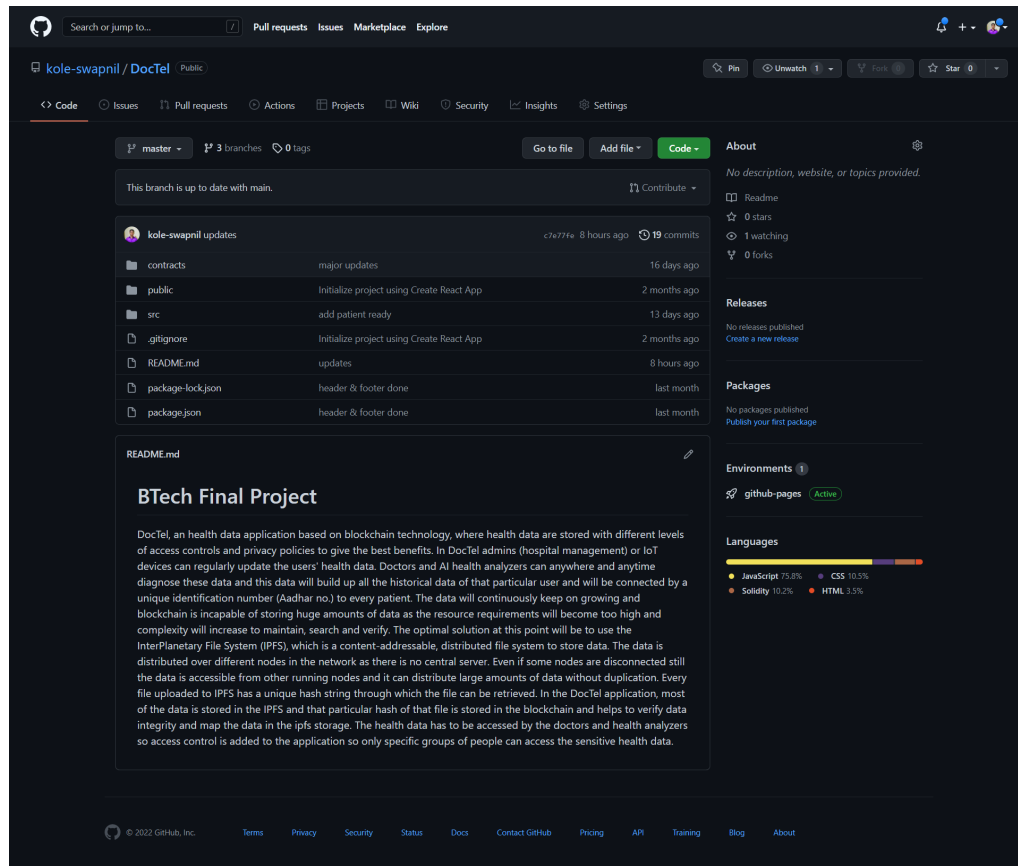 Search or jump to... / Pull requests Issues Marketplace Explore
kole-swapnil / DocTel Public Pin Unwatch 1 Fork 0 Star 0
Code Issues Pull requests Actions Projects Wiki Security Insights Settings
master 3 branches 0 tags Go to file Add file Code
This branch is up to date with main. Contribute
kole-swapnil updates c7e77fe 8 hours ago 19 commits
contracts major updates 16 days ago
public Initialize project using Create React App 2 months ago
src add patient ready 13 days ago
.gitignore Initialize project using Create React App 2 months ago
README.md updates 8 hours ago
package-lock.json header & footer done last month
package.json header & footer done last month
README.md
BTech Final Project
DocTel, an health data application based on blockchain technology, where health data are stored with different levels
of access controls and privacy policies to give the best benefits. In DocTel admins (hospital management) or IoT
devices can regularly update the users' health data. Doctors and AI health analyzers can anywhere and anytime
diagnose these data and this data will build up all the historical data of that particular user and will be connected by a
unique identification number (Aadhar no.) to every patient. The data will continuously keep on growing and
blockchain is incapable of storing huge amounts of data as the resource requirements will become too high and
complexity will increase to maintain, search and verify. The optimal solution at this point will be to use the
InterPlanetary File System (IPFS), which is a content-addressable, distributed file system to store data. The data is
distributed over different nodes in the network as there is no central server. Even if some nodes are disconnected still
the data is accessible from other running nodes and it can distribute large amounts of data without duplication. Every
file uploaded to IPFS has a unique hash string through which the file can be retrieved. In the DocTel application, most
of the data is stored in the IPFS and that particular hash of that file is stored in the blockchain and helps to verify data
integrity and map the data in the ipfs storage. The health data has to be accessed by the doctors and health analyzers
so access control is added to the application so only specific groups of people can access the sensitive health data.
About
No description, website, or topics provided.
Readme
0 stars
1 watching
0 forks
Releases
No releases published
Create a new release
Packages
No packages published
Publish your first package
Environments 1
github-pages Active
Languages
JavaScript 75.8% CSS 10.5%
Solidity 10.2% HTML 3.5%
© 2022 GitHub, Inc. Terms Privacy Security Status Docs Contact GitHub Pricing API Training Blog About